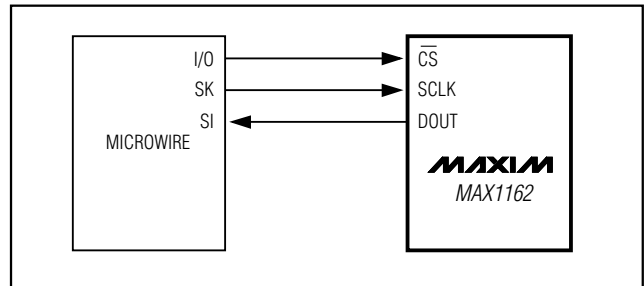 I/O
SK
SI
MICROWIRE
CS
SCLK
DOUT
MAXIM
MAX1162